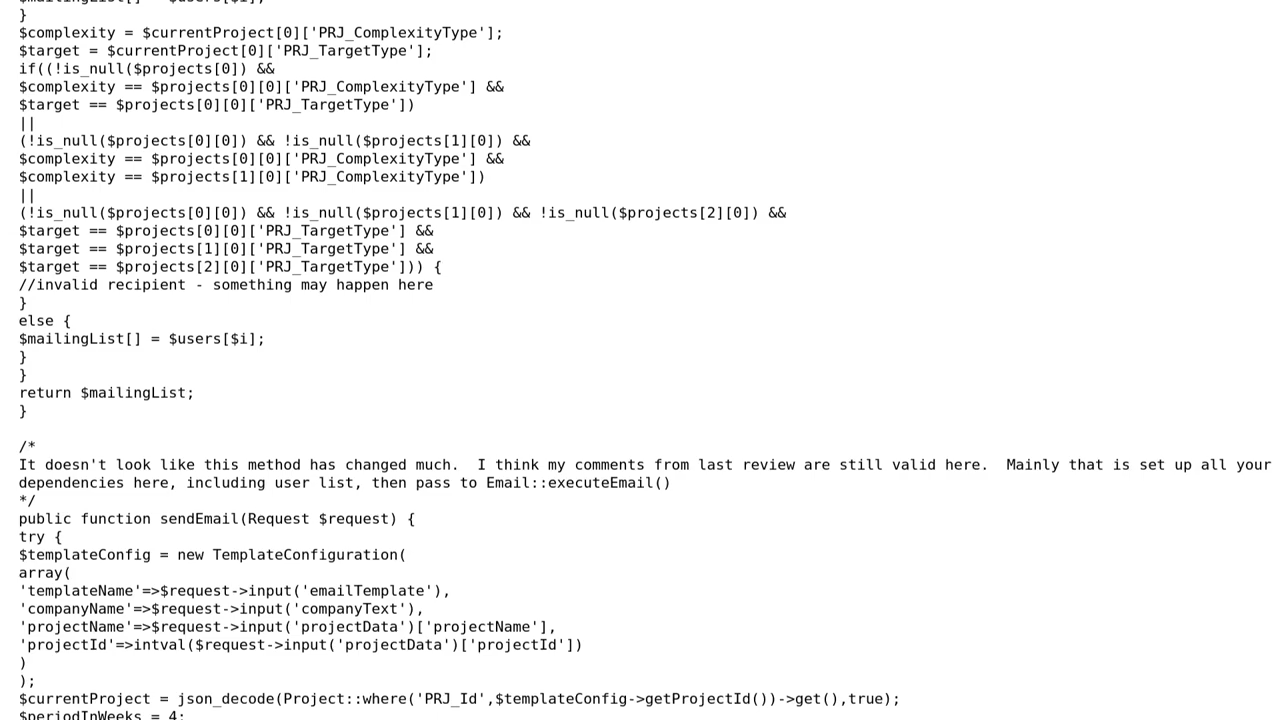 $mailingList[] = $users[$i];
}
$complexity = $currentProject[0]['PRJ_ComplexityType'];
$target = $currentProject[0]['PRJ_TargetType'];
if((!is_null($projects[0]) &&
$complexity == $projects[0][0]['PRJ_ComplexityType'] &&
$target == $projects[0][0]['PRJ_TargetType'])
||
(!is_null($projects[0][0]) && !is_null($projects[1][0]) &&
$complexity == $projects[0][0]['PRJ_ComplexityType'] &&
$complexity == $projects[1][0]['PRJ_ComplexityType'])
||
(!is_null($projects[0][0]) && !is_null($projects[1][0]) && !is_null($projects[2][0]) &&
$target == $projects[0][0]['PRJ_TargetType'] &&
$target == $projects[1][0]['PRJ_TargetType'] &&
$target == $projects[2][0]['PRJ_TargetType'])) {
//invalid recipient - something may happen here
}
else {
$mailingList[] = $users[$i];
}
}
return $mailingList;
}
/*
It doesn't look like this method has changed much.  I think my comments from last review are still valid here.  Mainly that is set up all your
dependencies here, including user list, then pass to Email::executeEmail()
*/
public function sendEmail(Request $request) {
try {
$templateConfig = new TemplateConfiguration(
array(
'templateName'=>$request->input('emailTemplate'),
'companyName'=>$request->input('companyText'),
'projectName'=>$request->input('projectData')['projectName'],
'projectId'=>intval($request->input('projectData')['projectId'])
)
);
$currentProject = json_decode(Project::where('PRJ_Id',$templateConfig->getProjectId())->get(),true);
$periodInWeeks = 4;